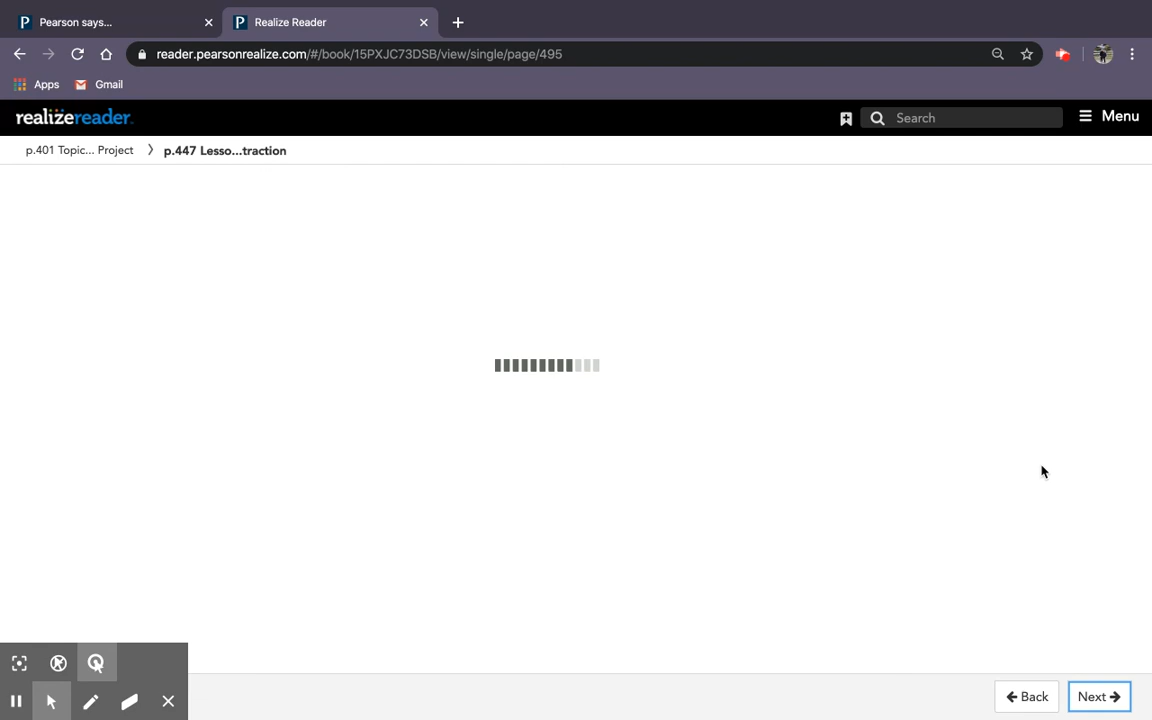 Pearson says...
Realize Reader
reader.pearsonrealize.com/#/book/15PXJC73DSB/view/single/page/495
Apps
Gmail
realizereader.
Search
Menu
p.401 Topic... Project
p.447 Lesso...traction
Back
Next